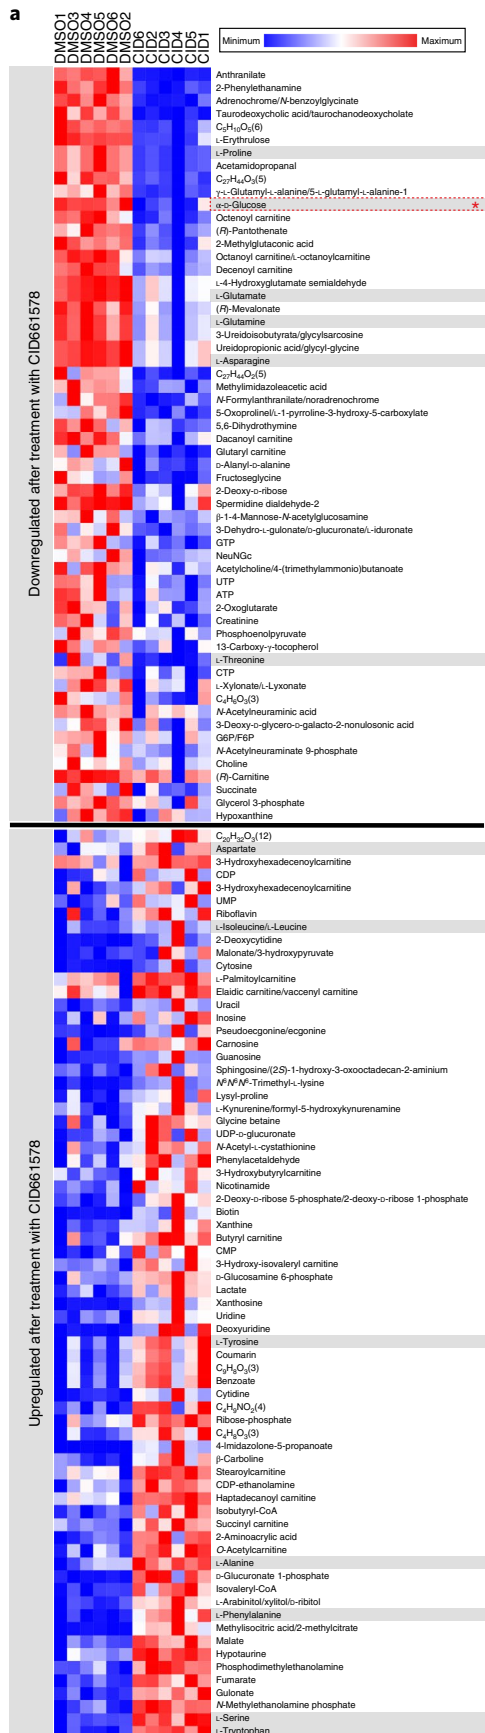 a
DMSO1
DMSO3
DMSO4
DMSO5
DMSO6
DMSO2
CID6
CID2
CID3
CID4
CID5
CID1
Minimum
Maximum
Downregulated after treatment with CID661578
Anthranilate
2-Phenylethanamine
Adrenochrome/N-benzoylglycinate
Taurodeoxycholic acid/taurochanodeoxycholate
C5H10O5(6)
L-Erythrulose
L-Proline
Acetamidopropanal
C27H44O3(5)
γ-L-Glutamyl-L-alanine/5-L-glutamyl-L-alanine-1
α-D-Glucose *
Octenoyl carnitine
(R)-Pantothenate
2-Methylglutaconic acid
Octanoyl carnitine/L-octanoylcarnitine
Decenoyl carnitine
L-4-Hydroxyglutamate semialdehyde
L-Glutamate
(R)-Mevalonate
L-Glutamine
3-Ureidoisobutyrata/glycylsarcosine
Ureidopropionic acid/glycyl-glycine
L-Asparagine
C27H44O2(5)
Methylimidazoleacetic acid
N-Formylanthranilate/noradrenochrome
5-Oxoprolinel/L-1-pyrroline-3-hydroxy-5-carboxylate
5,6-Dihydrothymine
Dacanoyl carnitine
Glutaryl carnitine
D-Alanyl-D-alanine
Fructoseglycine
2-Deoxy-D-ribose
Spermidine dialdehyde-2
β-1-4-Mannose-N-acetylglucosamine
3-Dehydro-L-gulonate/D-glucuronate/L-iduronate
GTP
NeuNGc
Acetylcholine/4-(trimethylammonio)butanoate
UTP
ATP
2-Oxoglutarate
Creatinine
Phosphoenolpyruvate
13-Carboxy-γ-tocopherol
L-Threonine
CTP
L-Xylonate/L-Lyxonate
C4H6O3(3)
N-Acetylneuraminic acid
3-Deoxy-D-glycero-D-galacto-2-nonulosonic acid
G6P/F6P
N-Acetylneuraminate 9-phosphate
Choline
(R)-Carnitine
Succinate
Glycerol 3-phosphate
Hypoxanthine
Upregulated after treatment with CID661578
C20H32O3(12)
Aspartate
3-Hydroxyhexadecenoylcarnitine
CDP
3-Hydroxyhexadecenoylcarnitine
UMP
Riboflavin
L-Isoleucine/L-Leucine
2-Deoxycytidine
Malonate/3-hydroxypyruvate
Cytosine
L-Palmitoylcarnitine
Elaidic carnitine/vaccenyl carnitine
Uracil
Inosine
Pseudoecgonine/ecgonine
Carnosine
Guanosine
Sphingosine/(2S)-1-hydroxy-3-oxooctadecan-2-aminium
N6N6N6-Trimethyl-L-lysine
Lysyl-proline
L-Kynurenine/formyl-5-hydroxykynurenamine
Glycine betaine
UDP-D-glucuronate
N-Acetyl-L-cystathionine
Phenylacetaldehyde
3-Hydroxybutyrylcarnitine
Nicotinamide
2-Deoxy-D-ribose 5-phosphate/2-deoxy-D-ribose 1-phosphate
Biotin
Xanthine
Butyryl carnitine
CMP
3-Hydroxy-isovaleryl carnitine
D-Glucosamine 6-phosphate
Lactate
Xanthosine
Uridine
Deoxyuridine
L-Tyrosine
Coumarin
C9H8O3(3)
Benzoate
Cytidine
C4H9NO2(4)
Ribose-phosphate
C4H8O3(3)
4-Imidazolone-5-propanoate
β-Carboline
Stearoylcarnitine
CDP-ethanolamine
Haptadecanoyl carnitine
Isobutyryl-CoA
Succinyl carnitine
2-Aminoacrylic acid
O-Acetylcarnitine
L-Alanine
D-Glucuronate 1-phosphate
Isovaleryl-CoA
L-Arabinitol/xylitol/D-ribitol
L-Phenylalanine
Methylisocitric acid/2-methylcitrate
Malate
Hypotaurine
Phosphodimethylethanolamine
Fumarate
Gulonate
N-Methylethanolamine phosphate
L-Serine
L-Tryptophan